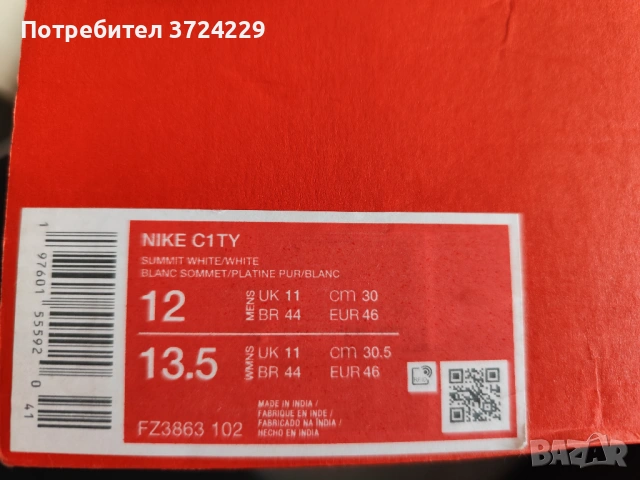 Потребител 3724229
NIKE C1TY
SUMMIT WHITE/WHITE
BLANC SOMMET/PLATINE PUR/BLANC
12 MENS UK 11 cm 30
BR 44 EUR 46
13.5 WMNS UK 11 cm 30.5
BR 44 EUR 46
MADE IN INDIA /
FABRIQUE EN INDE /
FABRICADO NA ÍNDIA /
HECHO EN INDIA
FZ3863 102
1 97601 55592 0 41
BAZAR